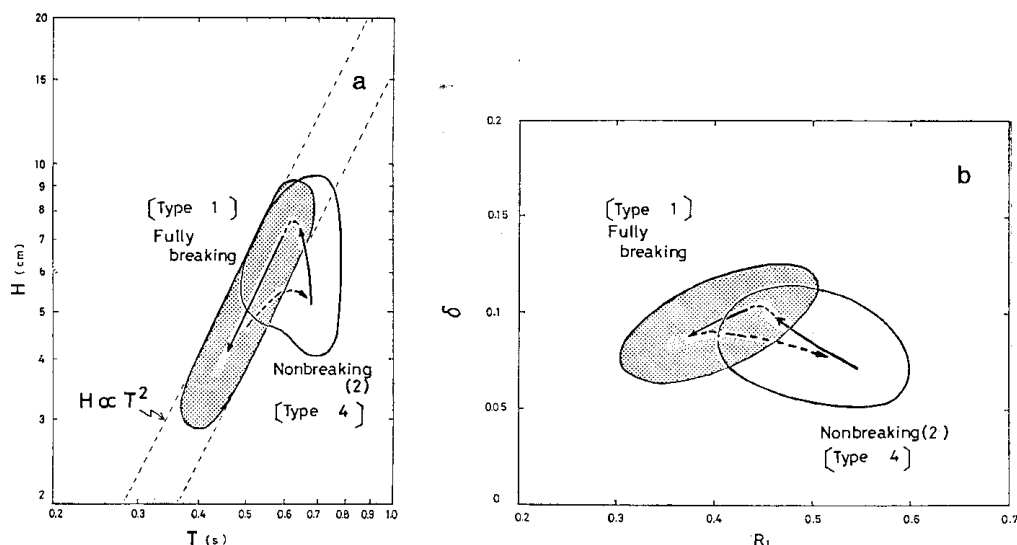 a
20
15
10
9
8
7
6
5
4
3
2
H (cm)
[Type 1]
Fully
breaking
Nonbreaking
(2)
[Type 4]
H ∝ T²
0.2
0.3
0.4
0.5
0.6
0.7
0.8
1.0
T (s)
b
0.2
0.15
0.1
0.05
0
δ
[Type 1]
Fully
breaking
Nonbreaking (2)
[Type 4]
0.2
0.3
0.4
0.5
0.6
0.7
R₁